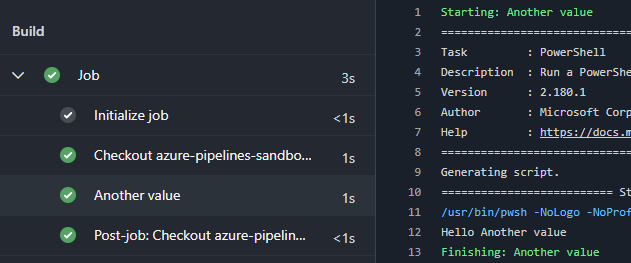 Build
Job 3s
Initialize job <1s
Checkout azure-pipelines-sandbo... 1s
Another value 1s
Post-job: Checkout azure-pipelin... <1s
1 Starting: Another value
2 ==============================
3 Task : PowerShell
4 Description : Run a PowerShe
5 Version : 2.180.1
6 Author : Microsoft Corp
7 Help : https://docs.m
8 ==============================
9 Generating script.
10 ========================== St
11 /usr/bin/pwsh -NoLogo -NoProf
12 Hello Another value
13 Finishing: Another value